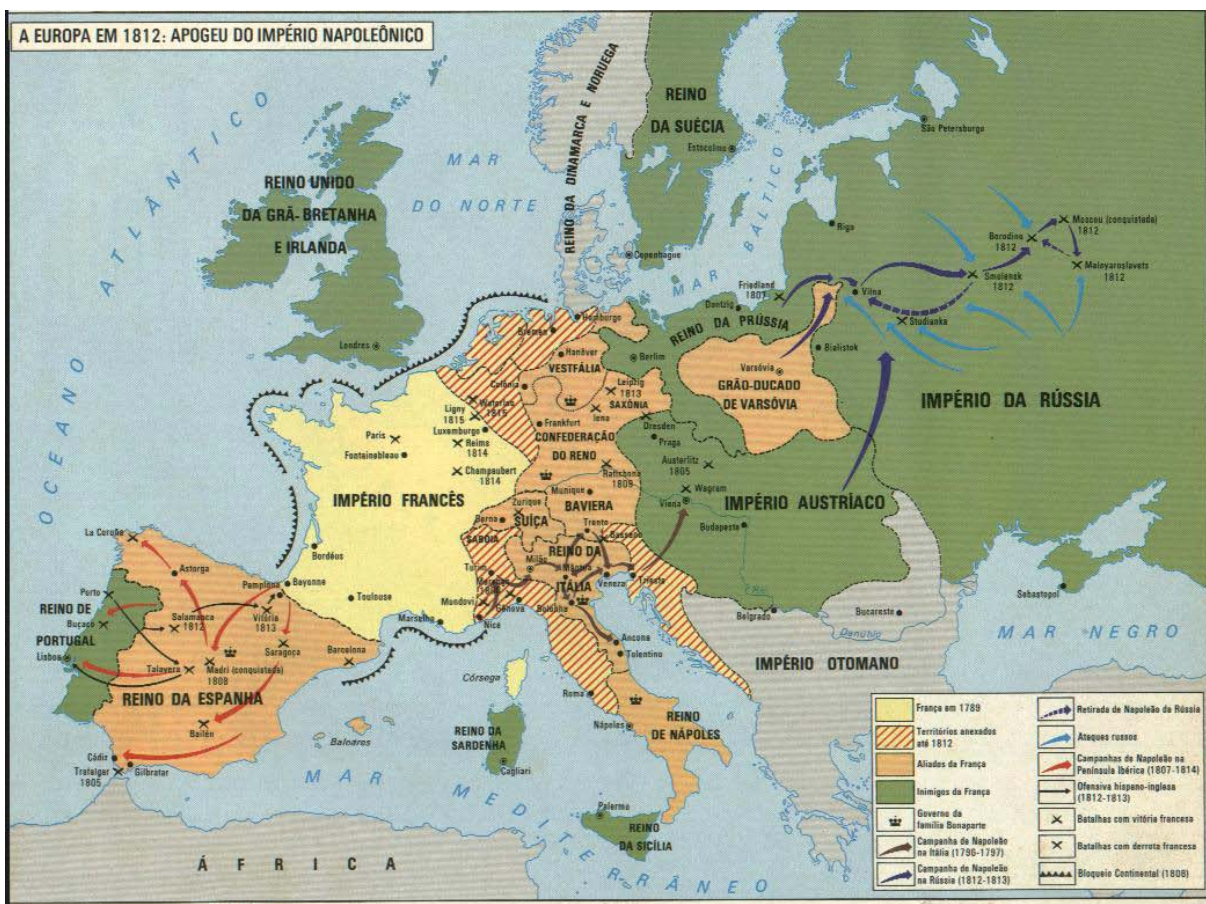 A EUROPA EM 1812: APOGEU DO IMPÉRIO NAPOLEÔNICO
OCEANO ATLÂNTICO
REINO UNIDO
DA GRÃ-BRETANHA
E IRLANDA
Londres
MAR
DO NORTE
REINO DA DINAMARCA E NORUEGA
REINO
DA SUÉCIA
Estocolmo
MAR BÁLTICO
São Petersburgo
Copenhague
Riga
Moscou (conquistada)
1812
Borodino
1812
Maloyaroslavets
1812
Smolensk
1812
Vilna
Studianka
Friedland
1807
Dantzig
REINO DA PRÚSSIA
Berlim
Bialistok
Varsóvia
GRÃO-DUCADO
DE VARSÓVIA
IMPÉRIO DA RÚSSIA
Hamburgo
Bremen
Hanôver
VESTFÁLIA
Colônia
Leipzig
1813
SAXÔNIA
Iena
Dresden
Waterloo
1815
Ligny
1815
Luxemburgo
Frankfurt
CONFEDERAÇÃO
DO RENO
Praga
Paris
Reims
1814
Fontainebleau
Champaubert
1814
Ratisbona
1809
Austerlitz
1805
Wagram
Viena
IMPÉRIO AUSTRÍACO
IMPÉRIO FRANCÊS
Munique
BAVIERA
Zurique
Berna
SUÍÇA
Budapeste
SABÓIA
Trento
Bassano
REINO DA
ITÁLIA
Milão
Mântua
Veneza
Trieste
Turim
Mondovi
Gênova
Bolonha
Nice
Bordéus
Bayonne
Toulouse
Marselha
La Coruña
Astorga
Pamplona
Vitória
1813
Porto
REINO DE
PORTUGAL
Buçaco
Lisboa
Salamanca
1812
Talavera
Madri (conquistada)
1808
Saragoça
Barcelona
REINO DA ESPANHA
Bailén
Cádiz
Trafalgar
1805
Gilbratar
Baleares
Córsega
REINO DA
SARDENHA
Cagliari
Ancona
Tolentino
Roma
Nápoles
REINO
DE NÁPOLES
Palermo
REINO
DA SICÍLIA
Belgrado
Bucareste
Danúbio
IMPÉRIO OTOMANO
Sebastopol
MAR NEGRO
MAR MEDITERRÂNEO
ÁFRICA
França em 1789
Territórios anexados
até 1812
Aliados da França
Inimigos da França
Governo da
família Bonaparte
Campanha de Napoleão
na Itália (1796-1797)
Campanha de Napoleão
na Rússia (1812-1813)
Retirada de Napoleão da Rússia
Ataques russos
Campanhas de Napoleão na
Península Ibérica (1807-1814)
Ofensiva hispano-inglesa
(1812-1813)
Batalhas com vitória francesa
Batalhas com derrota francesa
Bloqueio Continental (1806)